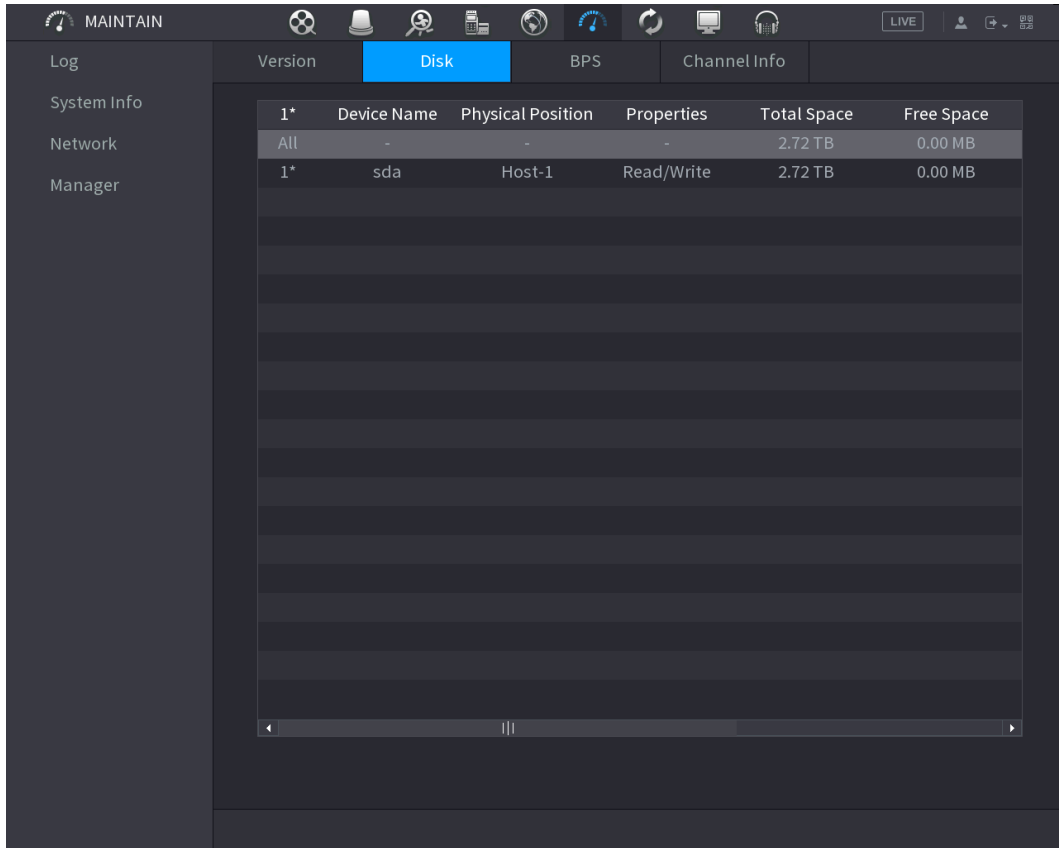 MAINTAIN LIVE
Log
System Info
Network
Manager
Version Disk BPS Channel Info
1* Device Name Physical Position Properties Total Space Free Space
All - - - 2.72 TB 0.00 MB
1* sda Host-1 Read/Write 2.72 TB 0.00 MB